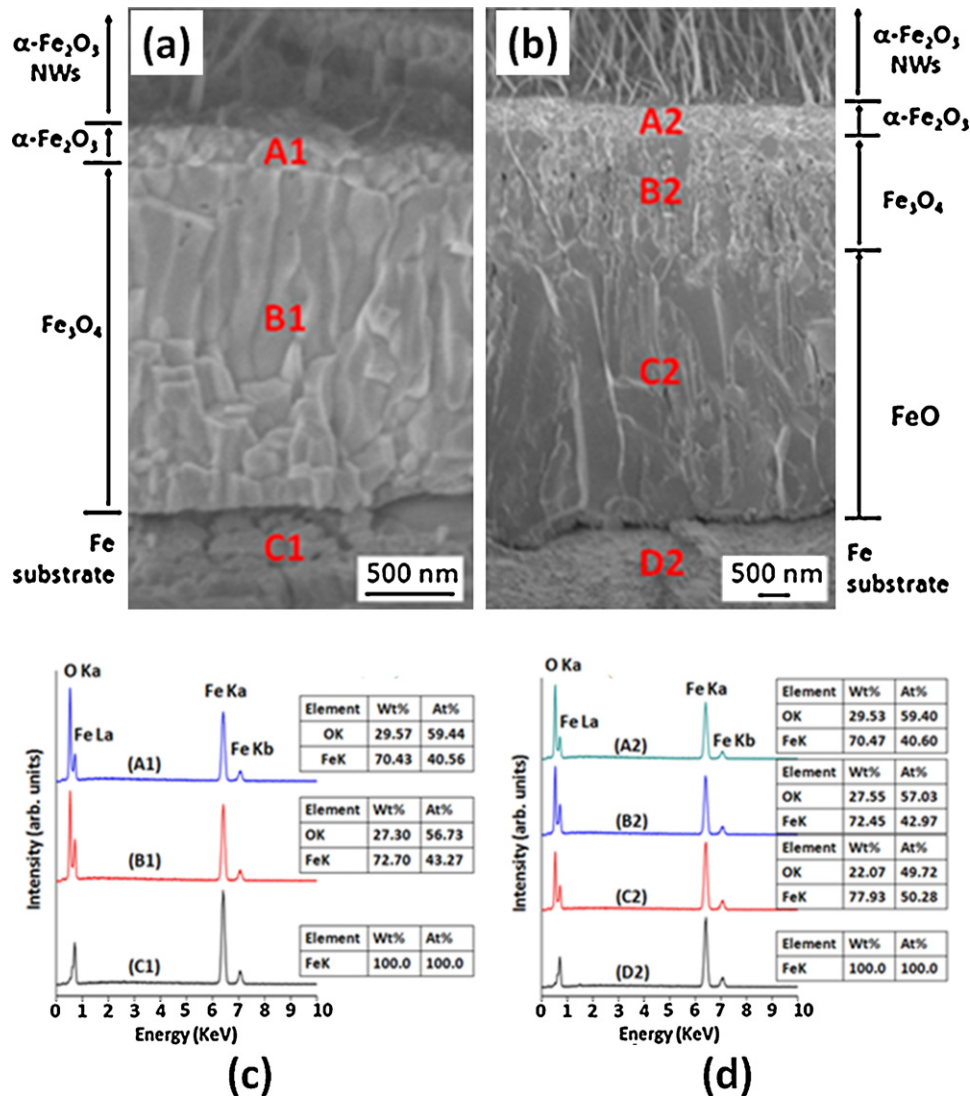 (a)
(b)
α-Fe₂O₃
NWs
α-Fe₂O₃
Fe₃O₄
Fe
substrate
A1
B1
C1
500 nm
A2
B2
C2
D2
500 nm
α-Fe₂O₃
NWs
α-Fe₂O₃
Fe₃O₄
FeO
Fe
substrate
O Ka
Fe La
Fe Ka
Fe Kb
(A1)
(B1)
(C1)
Element Wt% At%
OK 29.57 59.44
FeK 70.43 40.56
Element Wt% At%
OK 27.30 56.73
FeK 72.70 43.27
Element Wt% At%
FeK 100.0 100.0
Intensity (arb. units)
0 1 2 3 4 5 6 7 8 9 10
Energy (KeV)
(c)
O Ka
Fe La
Fe Ka
Fe Kb
(A2)
(B2)
(C2)
(D2)
Element Wt% At%
OK 29.53 59.40
FeK 70.47 40.60
Element Wt% At%
OK 27.55 57.03
FeK 72.45 42.97
Element Wt% At%
OK 22.07 49.72
FeK 77.93 50.28
Element Wt% At%
FeK 100.0 100.0
Intensity (arb. units)
0 1 2 3 4 5 6 7 8 9 10
Energy (KeV)
(d)